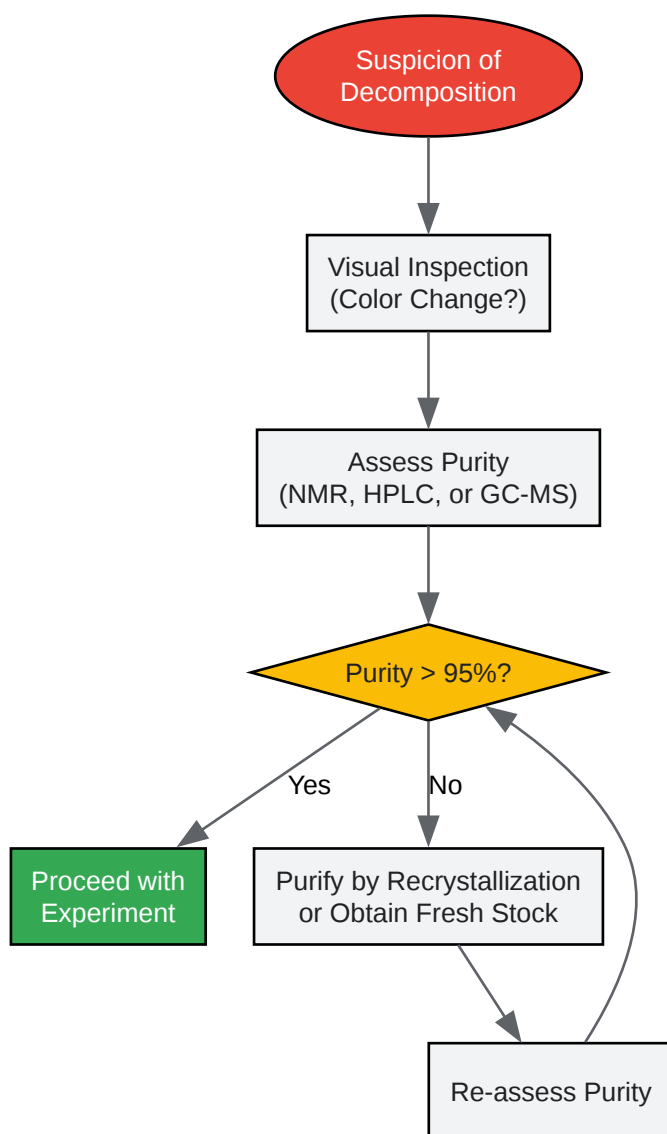 Suspicion of
Decomposition
Visual Inspection
(Color Change?)
Assess Purity
(NMR, HPLC, or GC-MS)
Purity > 95%?
Yes
No
Proceed with
Experiment
Purify by Recrystallization
or Obtain Fresh Stock
Re-assess Purity